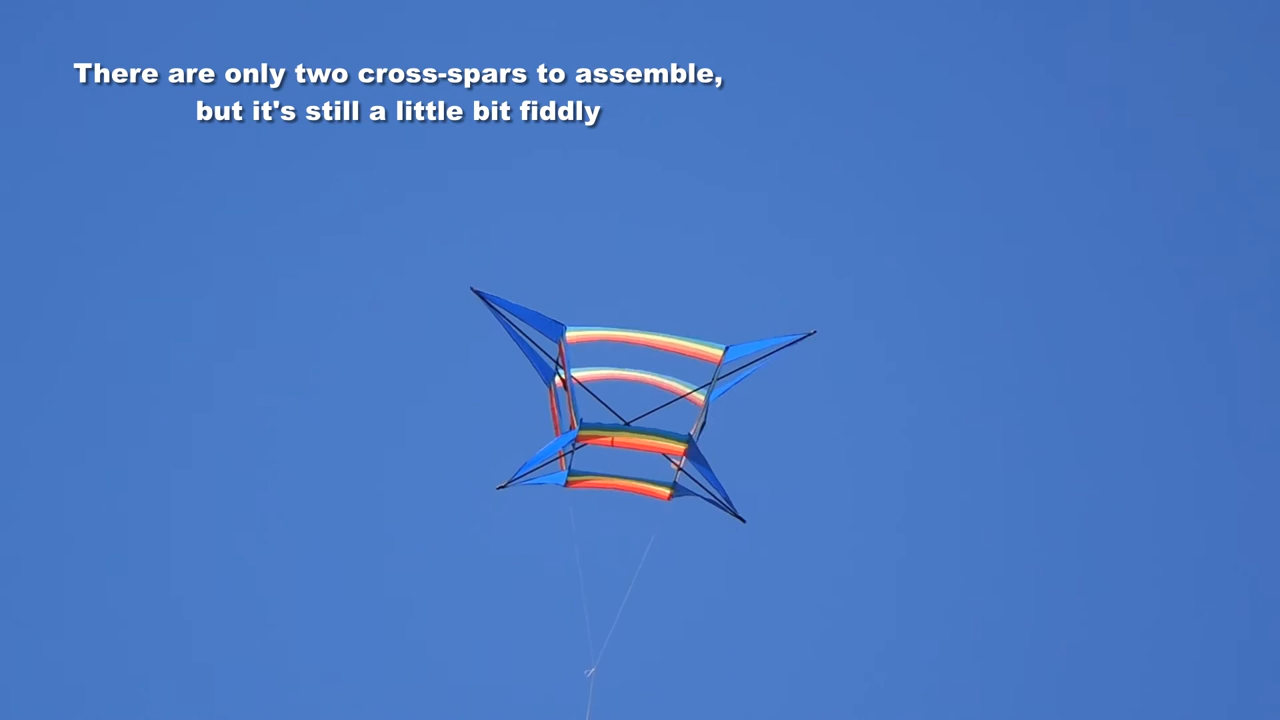 There are only two cross-spars to assemble,
but it's still a little bit fiddly